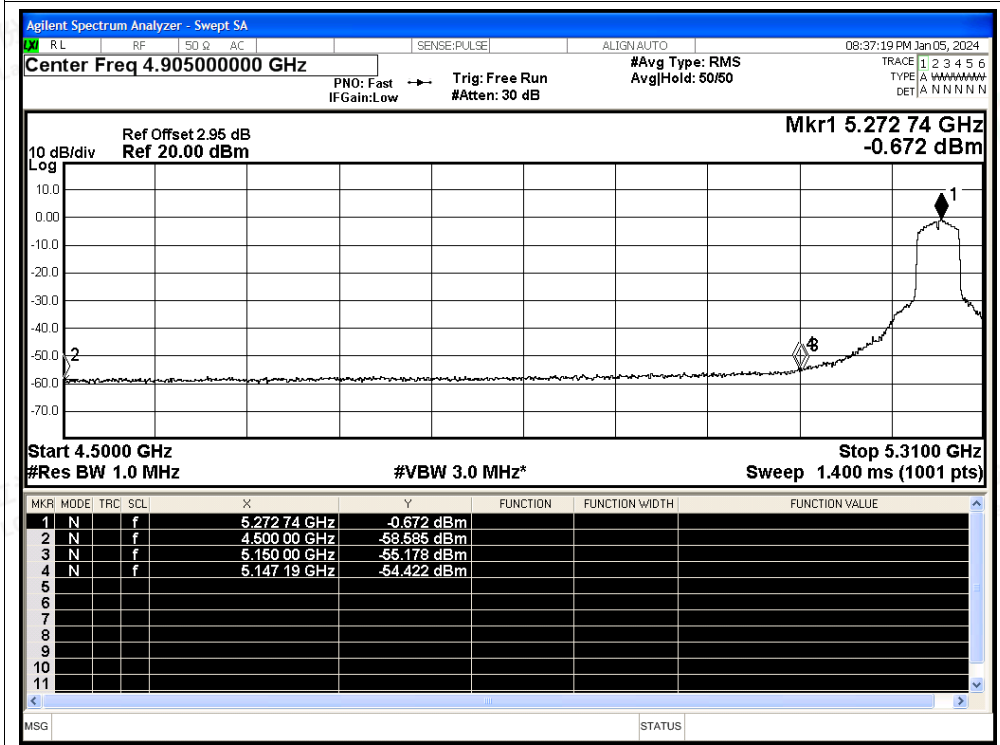 Agilent Spectrum Analyzer - Swept SA
LXI RL RF 50 Ω AC SENSE:PULSE ALIGN AUTO 08:37:19 PM Jan 05, 2024
Center Freq 4.905000000 GHz
PNO: Fast
IFGain:Low
Trig: Free Run
#Atten: 30 dB
#Avg Type: RMS
Avg|Hold: 50/50
TRACE 1 2 3 4 5 6
TYPE A WWWWW
DET A N N N N N
Mkr1 5.272 74 GHz
-0.672 dBm
Ref Offset 2.95 dB
10 dB/div Ref 20.00 dBm
Log
10.0
0.00
-10.0
-20.0
-30.0
-40.0
-50.0
-60.0
-70.0
1
2
4
3
Start 4.5000 GHz Stop 5.3100 GHz
#Res BW 1.0 MHz #VBW 3.0 MHz* Sweep 1.400 ms (1001 pts)
MKR MODE TRC SCL X Y FUNCTION FUNCTION WIDTH FUNCTION VALUE
1 N f 5.272 74 GHz -0.672 dBm
2 N f 4.500 00 GHz -58.585 dBm
3 N f 5.150 00 GHz -55.178 dBm
4 N f 5.147 19 GHz -54.422 dBm
5
6
7
8
9
10
11
MSG STATUS